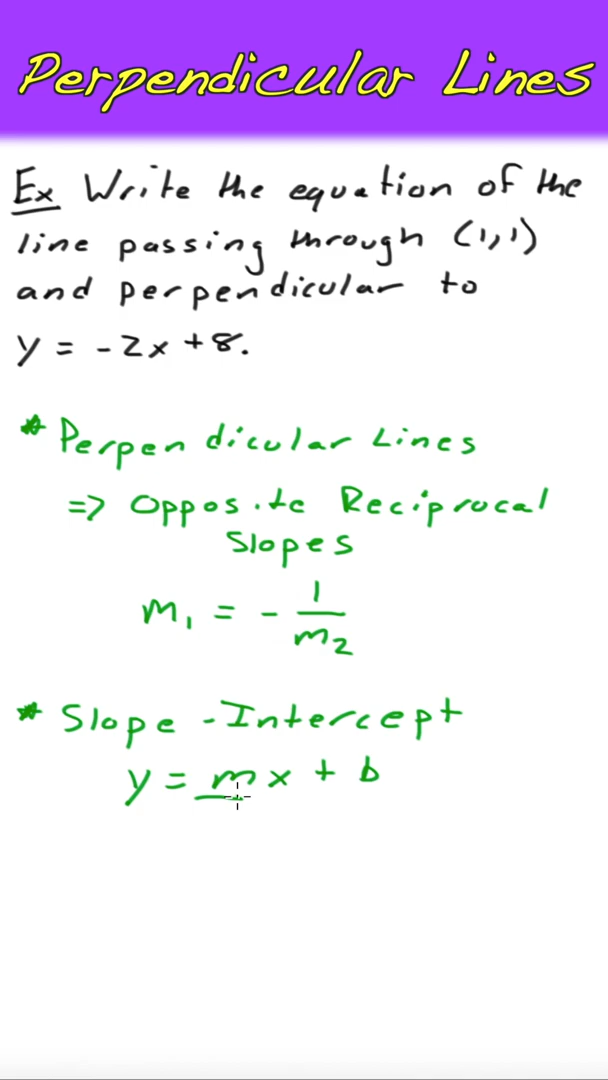 Perpendicular Lines
Ex Write the equation of the
line passing through (1,1)
and perpendicular to
y = -2x +8.
* Perpendicular Lines
=> Opposite Reciprocal
Slopes
m₁ = - 1/m₂
* Slope-Intercept
y = mx + b